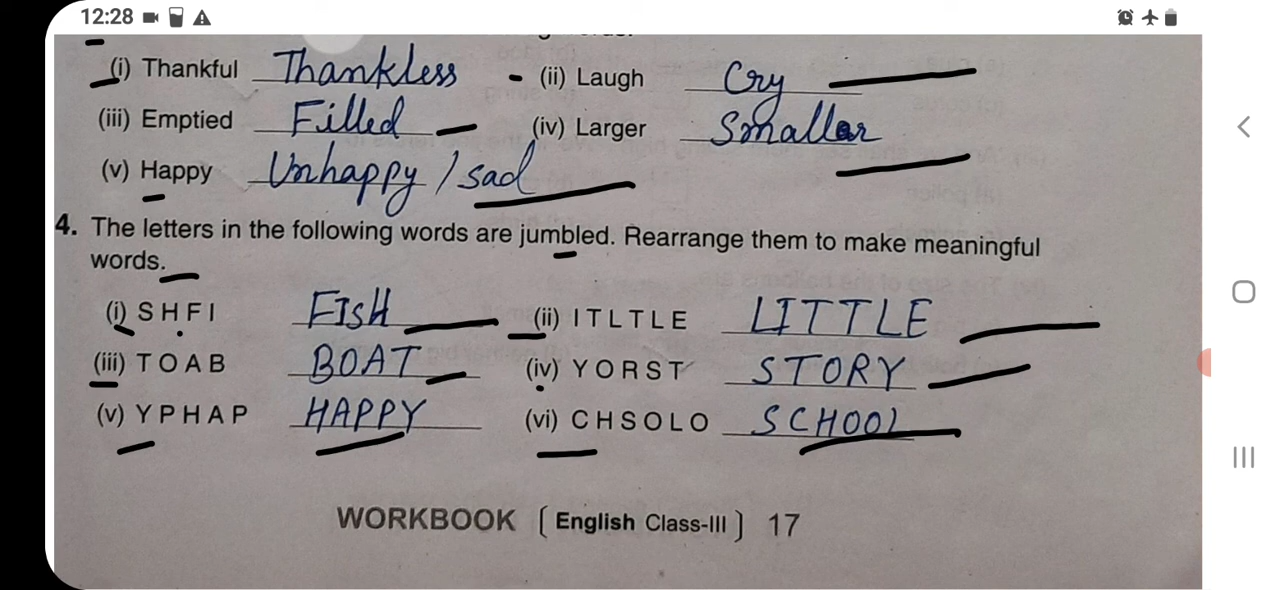 12:28
(i) Thankful Thankless (ii) Laugh Cry
(iii) Emptied Filled (iv) Larger Smaller
(v) Happy Unhappy / sad
4. The letters in the following words are jumbled. Rearrange them to make meaningful
words.
(i) S H F I FISH (ii) I T L T L E LITTLE
(iii) T O A B BOAT (iv) Y O R S T STORY
(v) Y P H A P HAPPY (vi) C H S O L O SCHOOL
WORKBOOK [ English Class-III ] 17